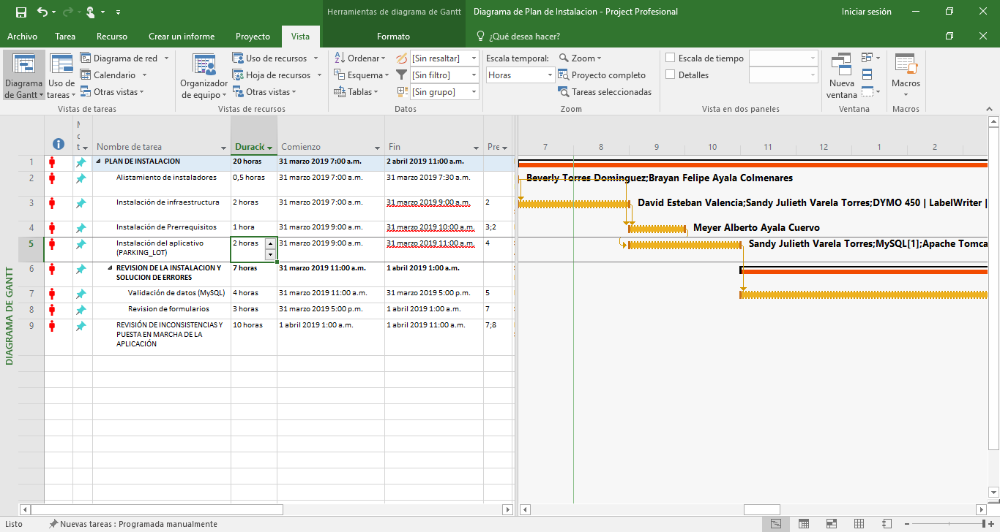 Herramientas de diagrama de Gantt
Diagrama de Plan de Instalacion - Project Profesional
Iniciar sesión
Archivo
Tarea
Recurso
Crear un informe
Proyecto
Vista
Formato
¿Qué desea hacer?
Diagrama de Gantt
Uso de tareas
Diagrama de red
Calendario
Otras vistas
Vistas de tareas
Organizador de equipo
Uso de recursos
Hoja de recursos
Otras vistas
Vistas de recursos
Ordenar
Esquema
Tablas
[Sin resaltar]
[Sin filtro]
[Sin grupo]
Datos
Escala temporal:
Horas
Zoom
Proyecto completo
Tareas seleccionadas
Zoom
Escala de tiempo
Detalles
Vista en dos paneles
Nueva ventana
Ventana
Macros
Macros
Nombre de tarea
Duració
Comienzo
Fin
Pre
7 8 9 10 11 12 1 2
1 PLAN DE INSTALACION 20 horas 31 marzo 2019 7:00 a.m. 2 abril 2019 11:00 a.m.
2 Alistamiento de instaladores 0,5 horas 31 marzo 2019 7:00 a.m. 31 marzo 2019 7:30 a.m.
Beverly Torres Dominguez;Brayan Felipe Ayala Colmenares
3 Instalación de infraestructura 2 horas 31 marzo 2019 7:00 a.m. 31 marzo 2019 9:00 a.m. 2
David Esteban Valencia;Sandy Julieth Varela Torres;DYMO 450 | LabelWriter |
4 Instalación de Prerrequisitos 1 hora 31 marzo 2019 9:00 a.m. 31 marzo 2019 10:00 a.m. 3;2
Meyer Alberto Ayala Cuervo
5 Instalación del aplicativo 2 horas 31 marzo 2019 9:00 a.m. 31 marzo 2019 11:00 a.m. 4
(PARKING_LOT)
Sandy Julieth Varela Torres;MySQL[1];Apache Tomca
6 REVISION DE LA INSTALACION Y 7 horas 31 marzo 2019 11:00 a.m. 1 abril 2019 1:00 a.m.
SOLUCION DE ERRORES
7 Validación de datos (MySQL) 4 horas 31 marzo 2019 11:00 a.m. 31 marzo 2019 5:00 p.m. 5
8 Revision de formularios 3 horas 31 marzo 2019 5:00 p.m. 1 abril 2019 1:00 a.m. 7
9 REVISIÓN DE INCONSISTENCIAS Y 10 horas 1 abril 2019 1:00 a.m. 1 abril 2019 11:00 a.m. 7;8
PUESTA EN MARCHA DE LA
APLICACIÓN
DIAGRAMA DE GANTT
Listo
Nuevas tareas : Programada manualmente